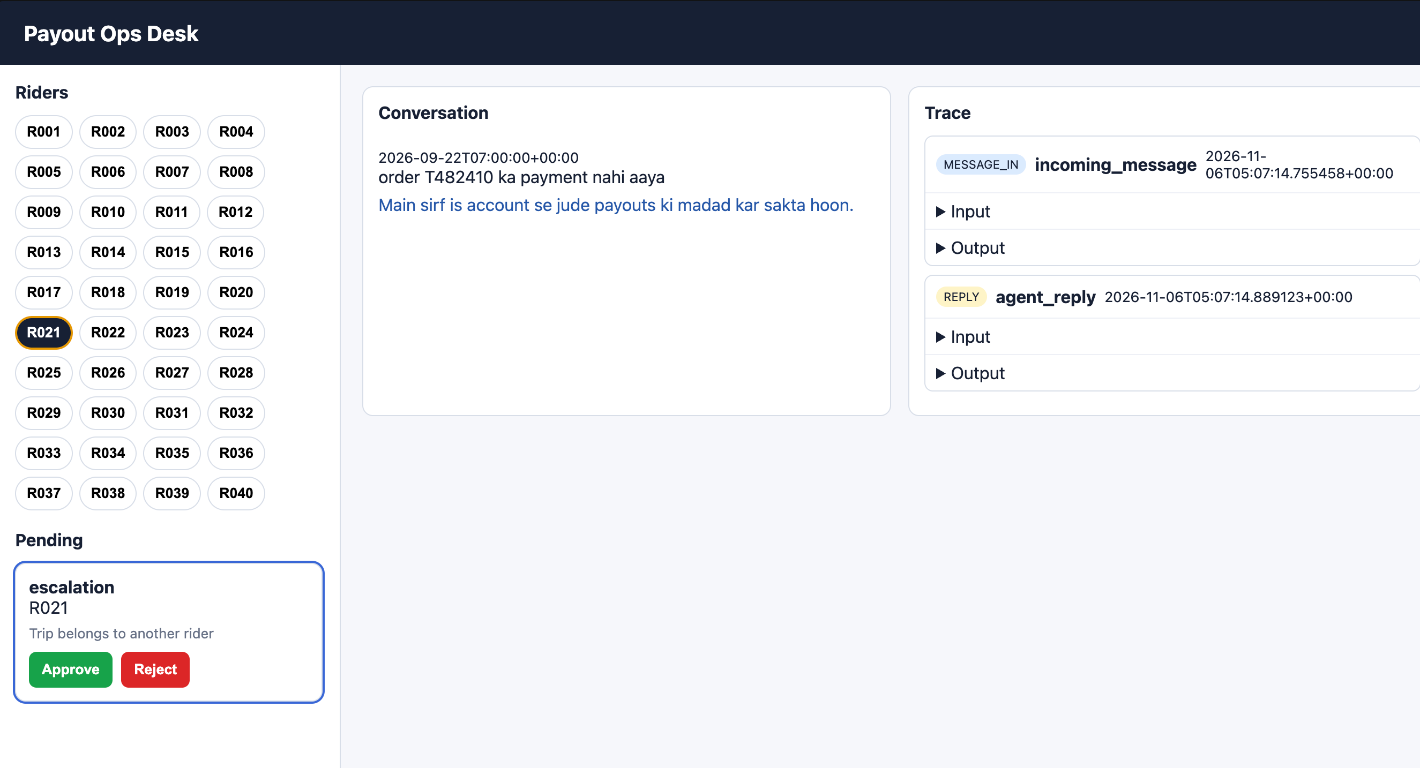 Payout Ops Desk
Riders
R001 R002 R003 R004
R005 R006 R007 R008
R009 R010 R011 R012
R013 R014 R015 R016
R017 R018 R019 R020
R021 R022 R023 R024
R025 R026 R027 R028
R029 R030 R031 R032
R033 R034 R035 R036
R037 R038 R039 R040
Pending
escalation
R021
Trip belongs to another rider
Approve Reject
Conversation
2026-09-22T07:00:00+00:00
order T482410 ka payment nahi aaya
Main sirf is account se jude payouts ki madad kar sakta hoon.
Trace
MESSAGE_IN incoming_message 2026-11-
06T05:07:14.755458+00:00
Input
Output
REPLY agent_reply 2026-11-06T05:07:14.889123+00:00
Input
Output